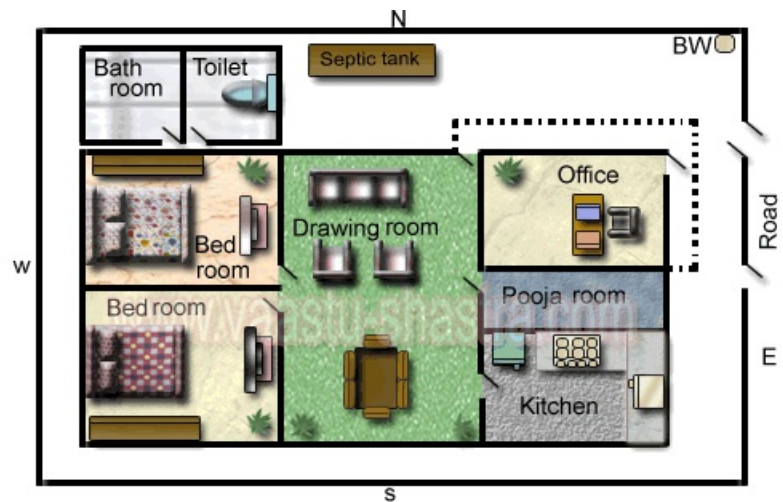 N
BW
Septic tank
Bath
room
Toilet
Office
Road
Drawing room
Bed
room
W
Pooja room
Bed room
www.vaastu-shastra.com
E
Kitchen
S